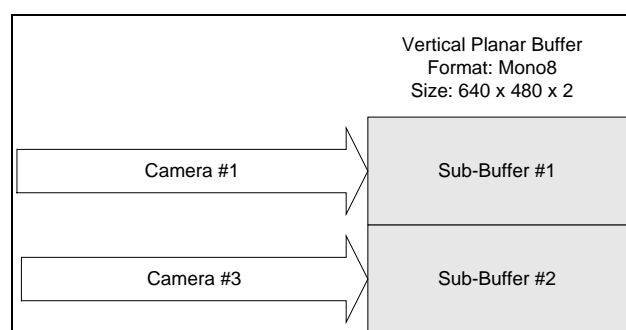 Vertical Planar Buffer
Format: Mono8
Size: 640 x 480 x 2
Camera #1
Sub-Buffer #1
Camera #3
Sub-Buffer #2